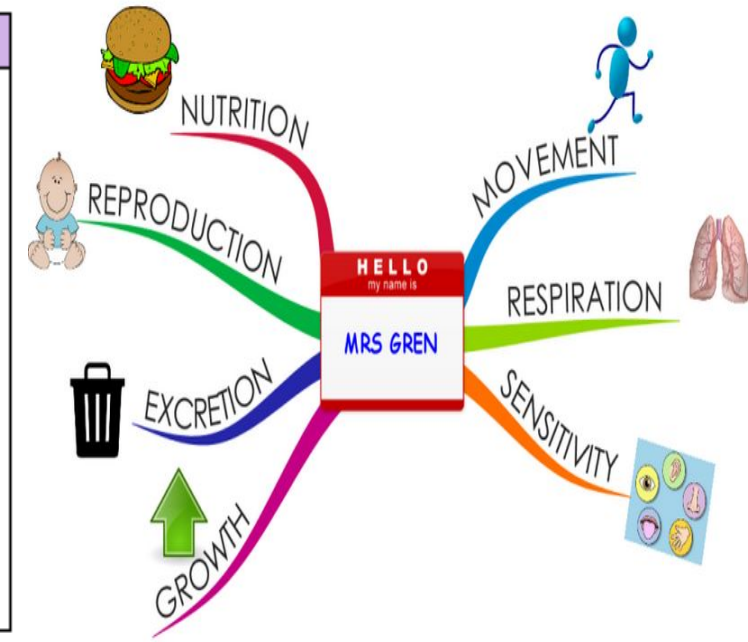 NUTRITION
MOVEMENT
REPRODUCTION
HELLO
my name is
MRS GREN
RESPIRATION
EXCRETION
SENSITIVITY
GROWTH